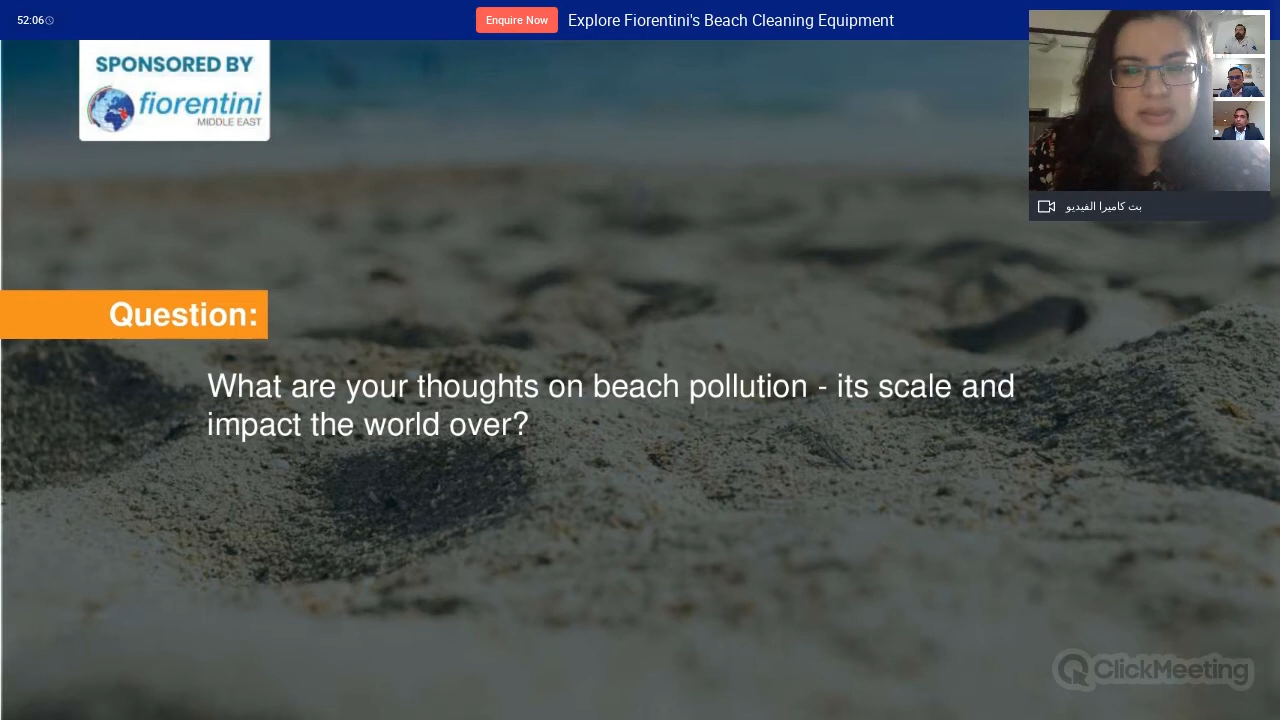 52:06
Enquire Now
Explore Fiorentini's Beach Cleaning Equipment
SPONSORED BY
fiorentini
MIDDLE EAST
بث كاميرا الفيديو
Question:
What are your thoughts on beach pollution - its scale and
impact the world over?
ClickMeeting